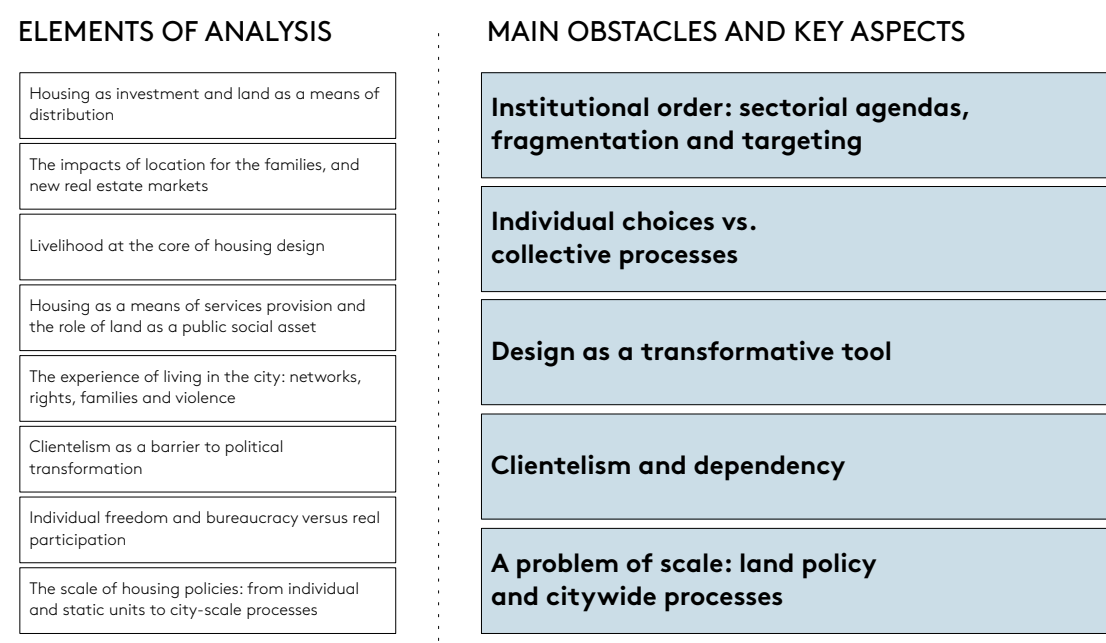 ELEMENTS OF ANALYSIS
Housing as investment and land as a means of
distribution
The impacts of location for the families, and
new real estate markets
Livelihood at the core of housing design
Housing as a means of services provision and
the role of land as a public social asset
The experience of living in the city: networks,
rights, families and violence
Clientelism as a barrier to political
transformation
Individual freedom and bureaucracy versus real
participation
The scale of housing policies: from individual
and static units to city-scale processes
MAIN OBSTACLES AND KEY ASPECTS
Institutional order: sectorial agendas,
fragmentation and targeting
Individual choices vs.
collective processes
Design as a transformative tool
Clientelism and dependency
A problem of scale: land policy
and citywide processes